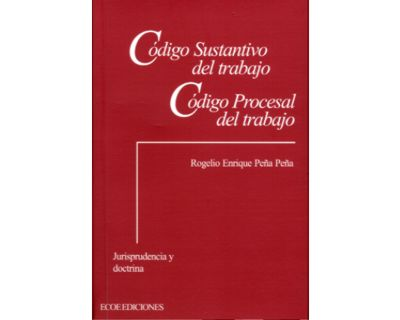 Código Sustantivo
del trabajo
Código Procesal
del trabajo
Rogelio Enrique Peña Peña
Jurisprudencia y
doctrina
ECOE EDICIONES